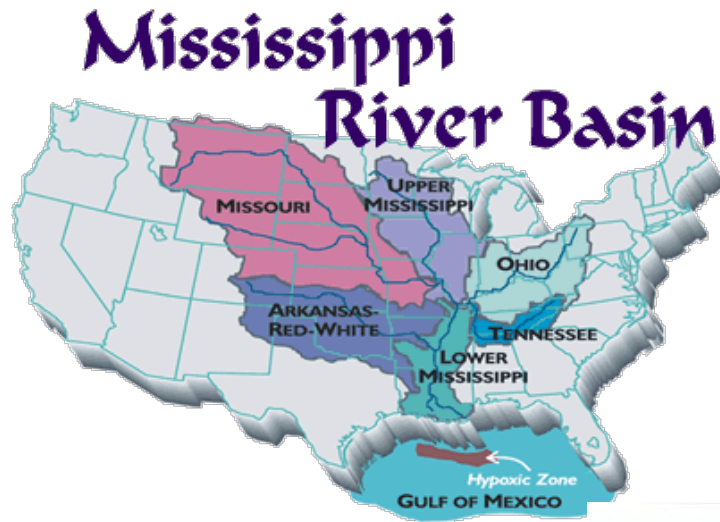 Mississippi
River Basin
MISSOURI
UPPER
MISSISSIPPI
OHIO
ARKANSAS-
RED-WHITE
TENNESSEE
LOWER
MISSISSIPPI
Hypoxic Zone
GULF OF MEXICO